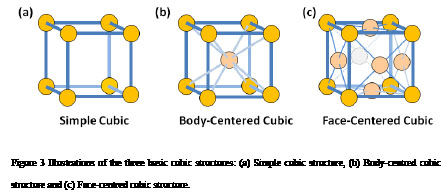 (a) (b) (c)
Simple Cubic Body-Centered Cubic Face-Centered Cubic
Figure 3 Illustrations of the three basic cubic structures: (a) Simple cubic structure, (b) Body-centred cubic
structure and (c) Face-centred cubic structure.